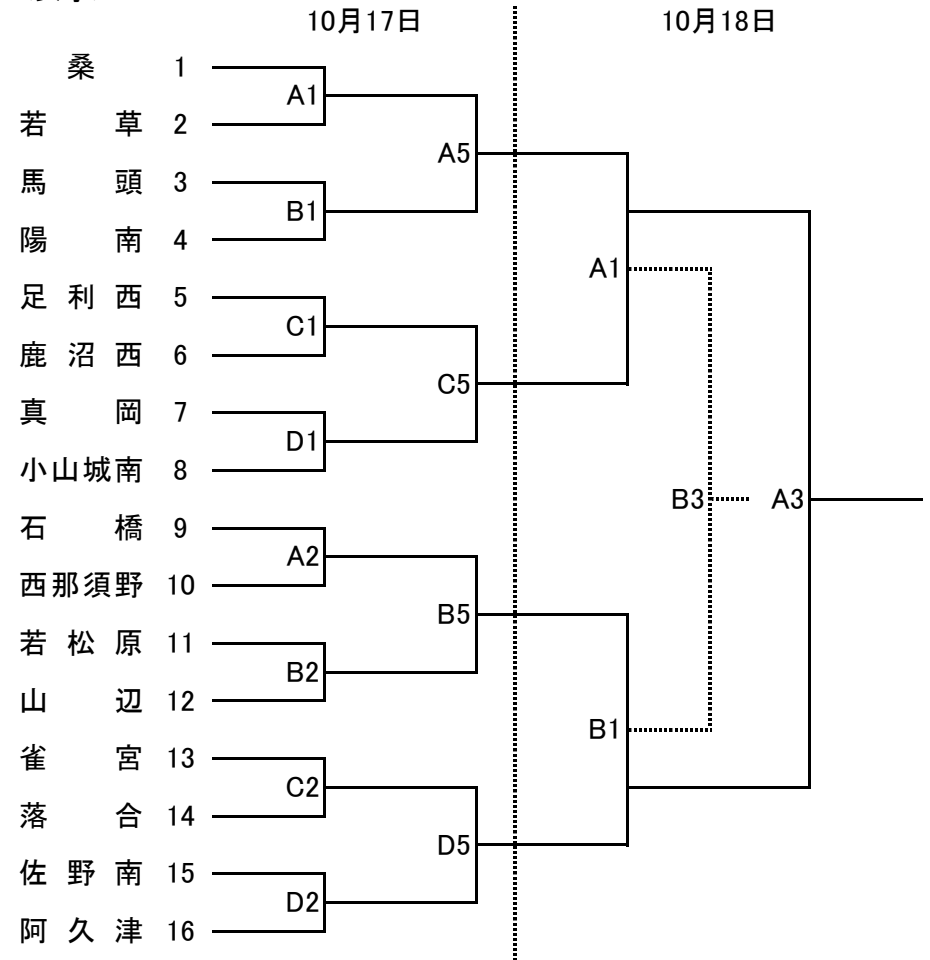 10月17日 10月18日
桑 1
A1
若草 2
A5
馬頭 3
B1
陽南 4
A1
足利西 5
C1
鹿沼西 6
C5
真岡 7
D1
小山城南 8
B3 A3
石橋 9
A2
西那須野 10
B5
若松原 11
B2
山辺 12
B1
雀宮 13
C2
落合 14
D5
佐野南 15
D2
阿久津 16